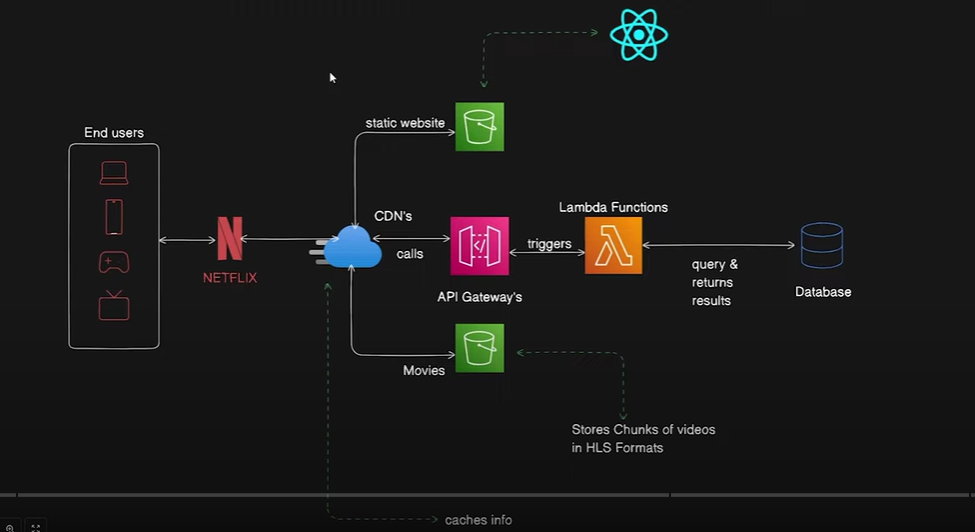 End users
NETFLIX
static website
CDN's
calls
API Gateway's
triggers
Lambda Functions
query &
returns
results
Database
Movies
Stores Chunks of videos
in HLS Formats
caches info